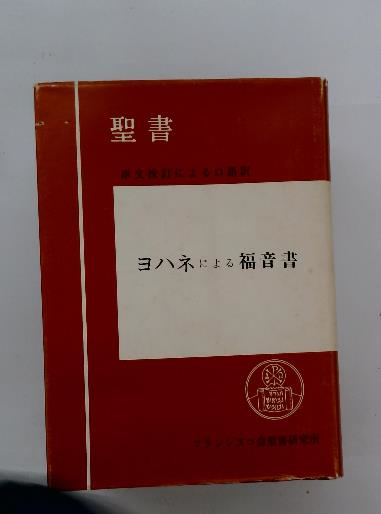 聖書
原文校訂による口語訳
ヨハネによる福音書
フランシスコ会聖書研究所